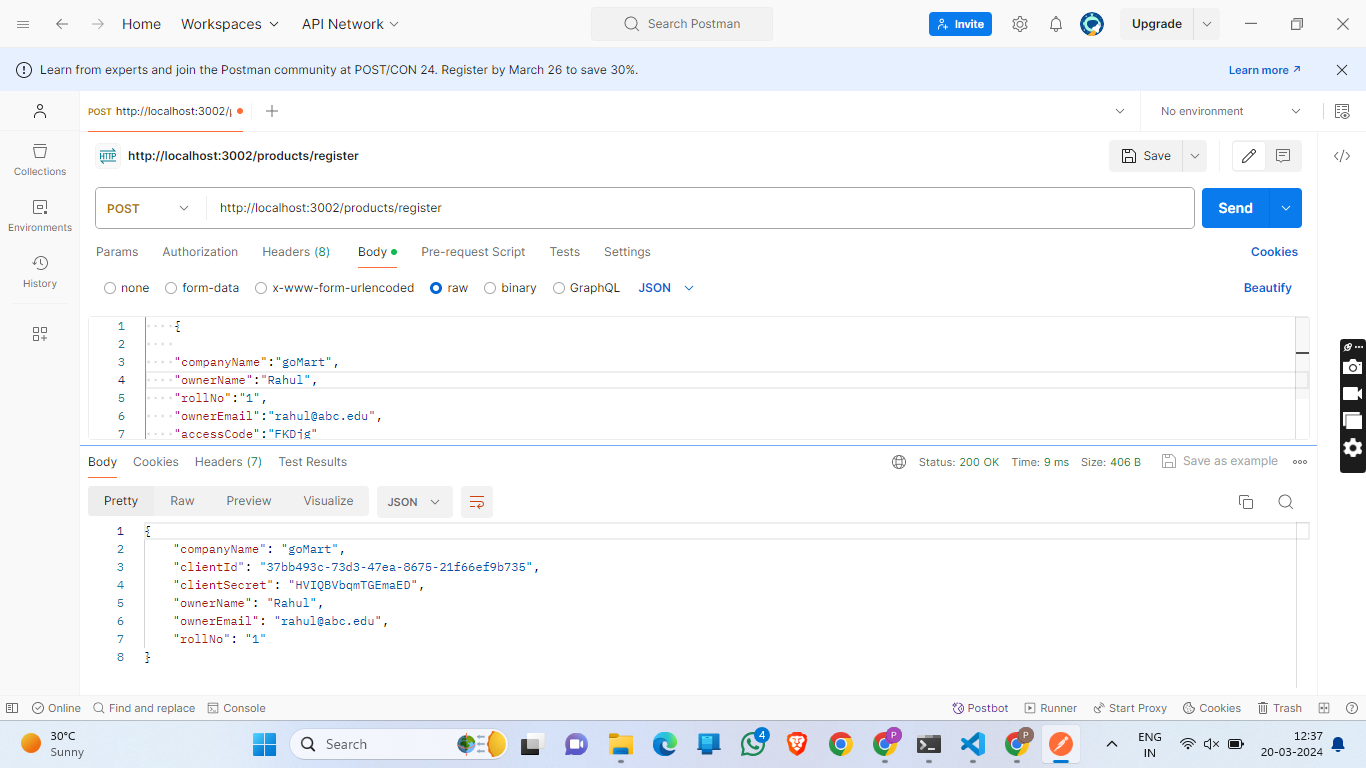 Home Workspaces API Network Search Postman Invite Upgrade
Learn from experts and join the Postman community at POST/CON 24. Register by March 26 to save 30%. Learn more
POST http://localhost:3002/p No environment
HTTP http://localhost:3002/products/register Save
Collections
POST http://localhost:3002/products/register Send
Environments
Params Authorization Headers (8) Body Pre-request Script Tests Settings Cookies
History
none form-data x-www-form-urlencoded raw binary GraphQL JSON Beautify
1 {
2
3 "companyName":"goMart",
4 "ownerName":"Rahul",
5 "rollNo":"1",
6 "ownerEmail":"rahul@abc.edu",
7 "accessCode":"FKDjg"
Body Cookies Headers (7) Test Results Status: 200 OK Time: 9 ms Size: 406 B Save as example
Pretty Raw Preview Visualize JSON
1 {
2 "companyName": "goMart",
3 "clientId": "37bb493c-73d3-47ea-8675-21f66ef9b735",
4 "clientSecret": "HVIQBVbqmTGEmaED",
5 "ownerName": "Rahul",
6 "ownerEmail": "rahul@abc.edu",
7 "rollNo": "1"
8 }
Online Find and replace Console Postbot Runner Start Proxy Cookies Trash
30°C
Sunny
Search
4
P
P
ENG
IN
12:37
20-03-2024